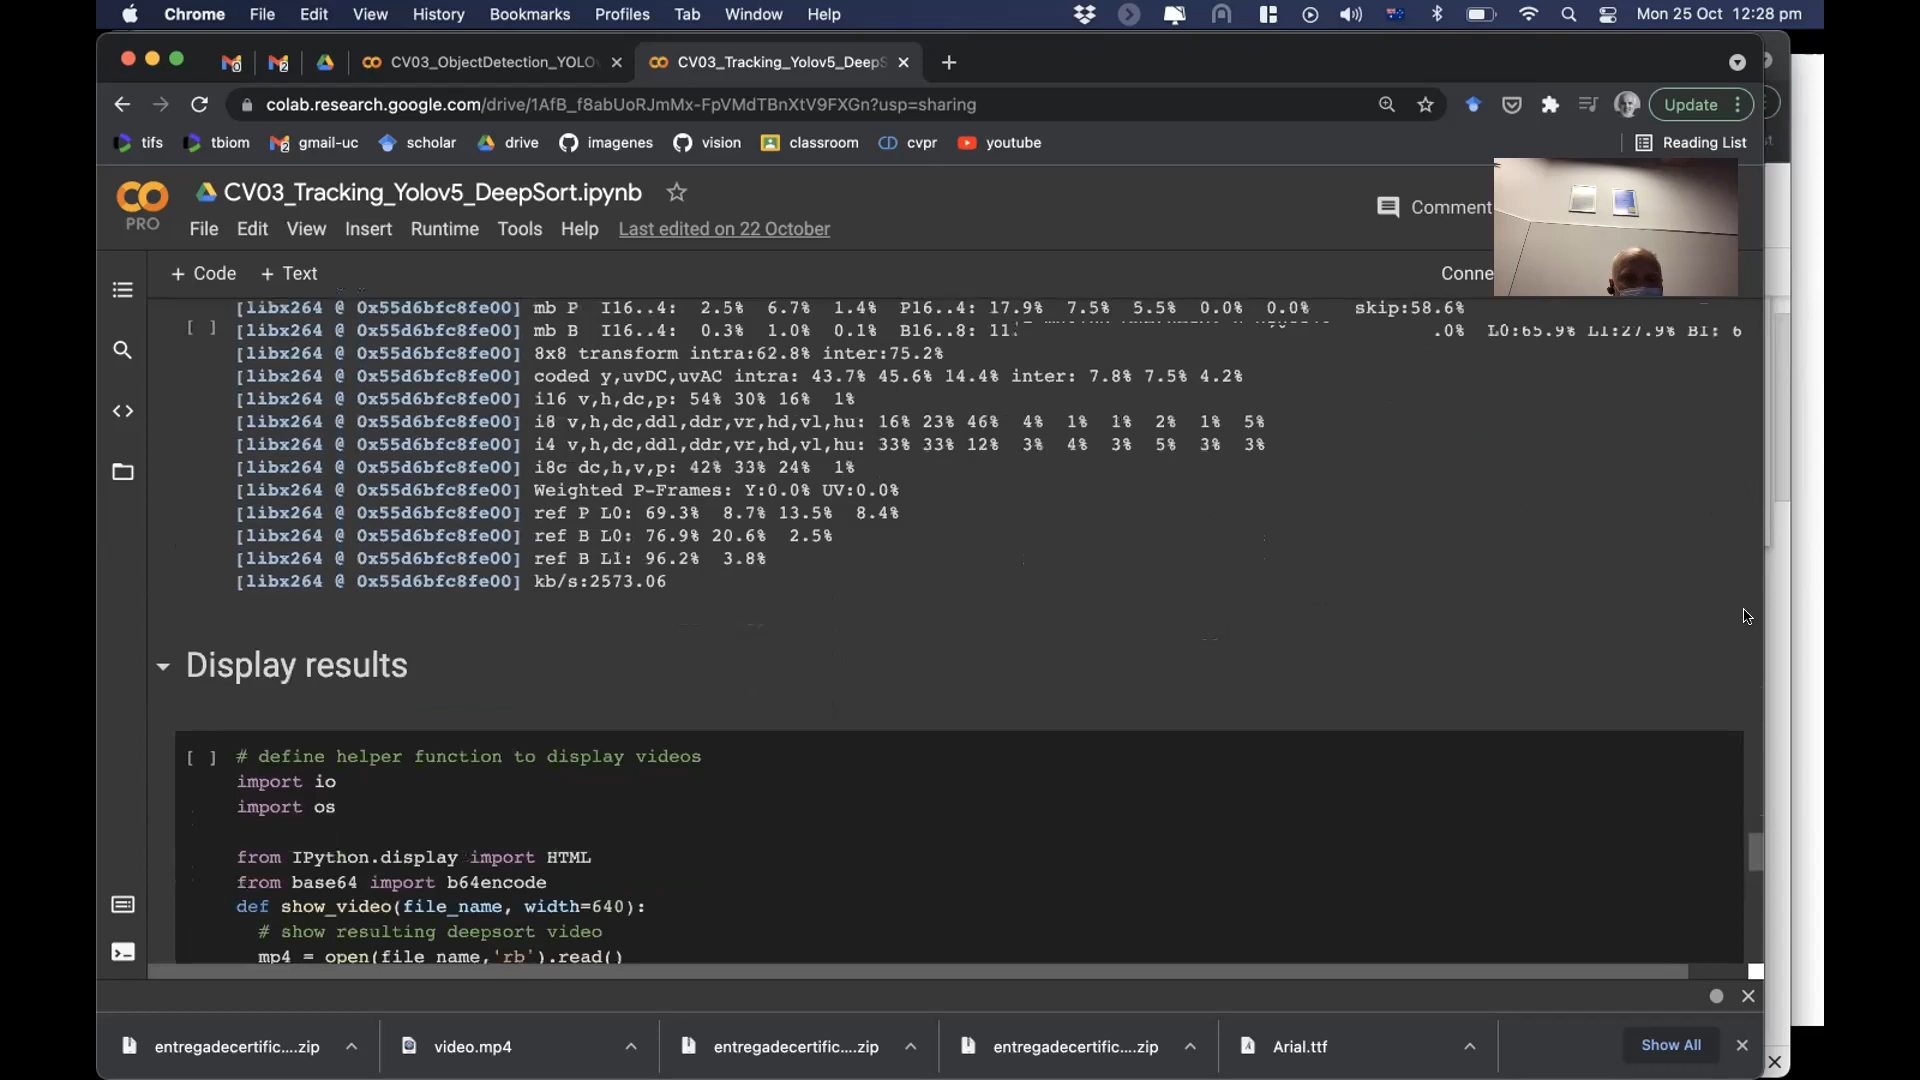 Chrome File Edit View History Bookmarks Profiles Tab Window Help Mon 25 Oct 12:28 pm
CV03_ObjectDetection_YOLO CV03_Tracking_Yolov5_DeepS
colab.research.google.com/drive/1AfB_f8abUoRJmMx-FpVMdTBnXtV9FXGn?usp=sharing Update
tifs tbiom gmail-uc scholar drive imagenes vision classroom cvpr youtube Reading List
CO PRO CV03_Tracking_Yolov5_DeepSort.ipynb Comment
File Edit View Insert Runtime Tools Help Last edited on 22 October
+ Code + Text Conne
[libx264 @ 0x55d6bfc8fe00] mb P I16..4: 2.5% 6.7% 1.4% P16..4: 17.9% 7.5% 5.5% 0.0% 0.0% skip:58.6%
[ ] [libx264 @ 0x55d6bfc8fe00] mb B I16..4: 0.3% 1.0% 0.1% B16..8: 11. .0% L0:65.9% L1:27.9% BI: 6
[libx264 @ 0x55d6bfc8fe00] 8x8 transform intra:62.8% inter:75.2%
[libx264 @ 0x55d6bfc8fe00] coded y,uvDC,uvAC intra: 43.7% 45.6% 14.4% inter: 7.8% 7.5% 4.2%
[libx264 @ 0x55d6bfc8fe00] i16 v,h,dc,p: 54% 30% 16% 1%
[libx264 @ 0x55d6bfc8fe00] i8 v,h,dc,ddl,ddr,vr,hd,vl,hu: 16% 23% 46% 4% 1% 1% 2% 1% 5%
[libx264 @ 0x55d6bfc8fe00] i4 v,h,dc,ddl,ddr,vr,hd,vl,hu: 33% 33% 12% 3% 4% 3% 5% 3% 3%
[libx264 @ 0x55d6bfc8fe00] i8c dc,h,v,p: 42% 33% 24% 1%
[libx264 @ 0x55d6bfc8fe00] Weighted P-Frames: Y:0.0% UV:0.0%
[libx264 @ 0x55d6bfc8fe00] ref P L0: 69.3% 8.7% 13.5% 8.4%
[libx264 @ 0x55d6bfc8fe00] ref B L0: 76.9% 20.6% 2.5%
[libx264 @ 0x55d6bfc8fe00] ref B L1: 96.2% 3.8%
[libx264 @ 0x55d6bfc8fe00] kb/s:2573.06
Display results
[ ] # define helper function to display videos
import io
import os
from IPython.display import HTML
from base64 import b64encode
def show_video(file_name, width=640):
# show resulting deepsort video
mp4 = open(file_name,'rb').read()
entregadecertific....zip video.mp4 entregadecertific....zip entregadecertific....zip Arial.ttf Show All